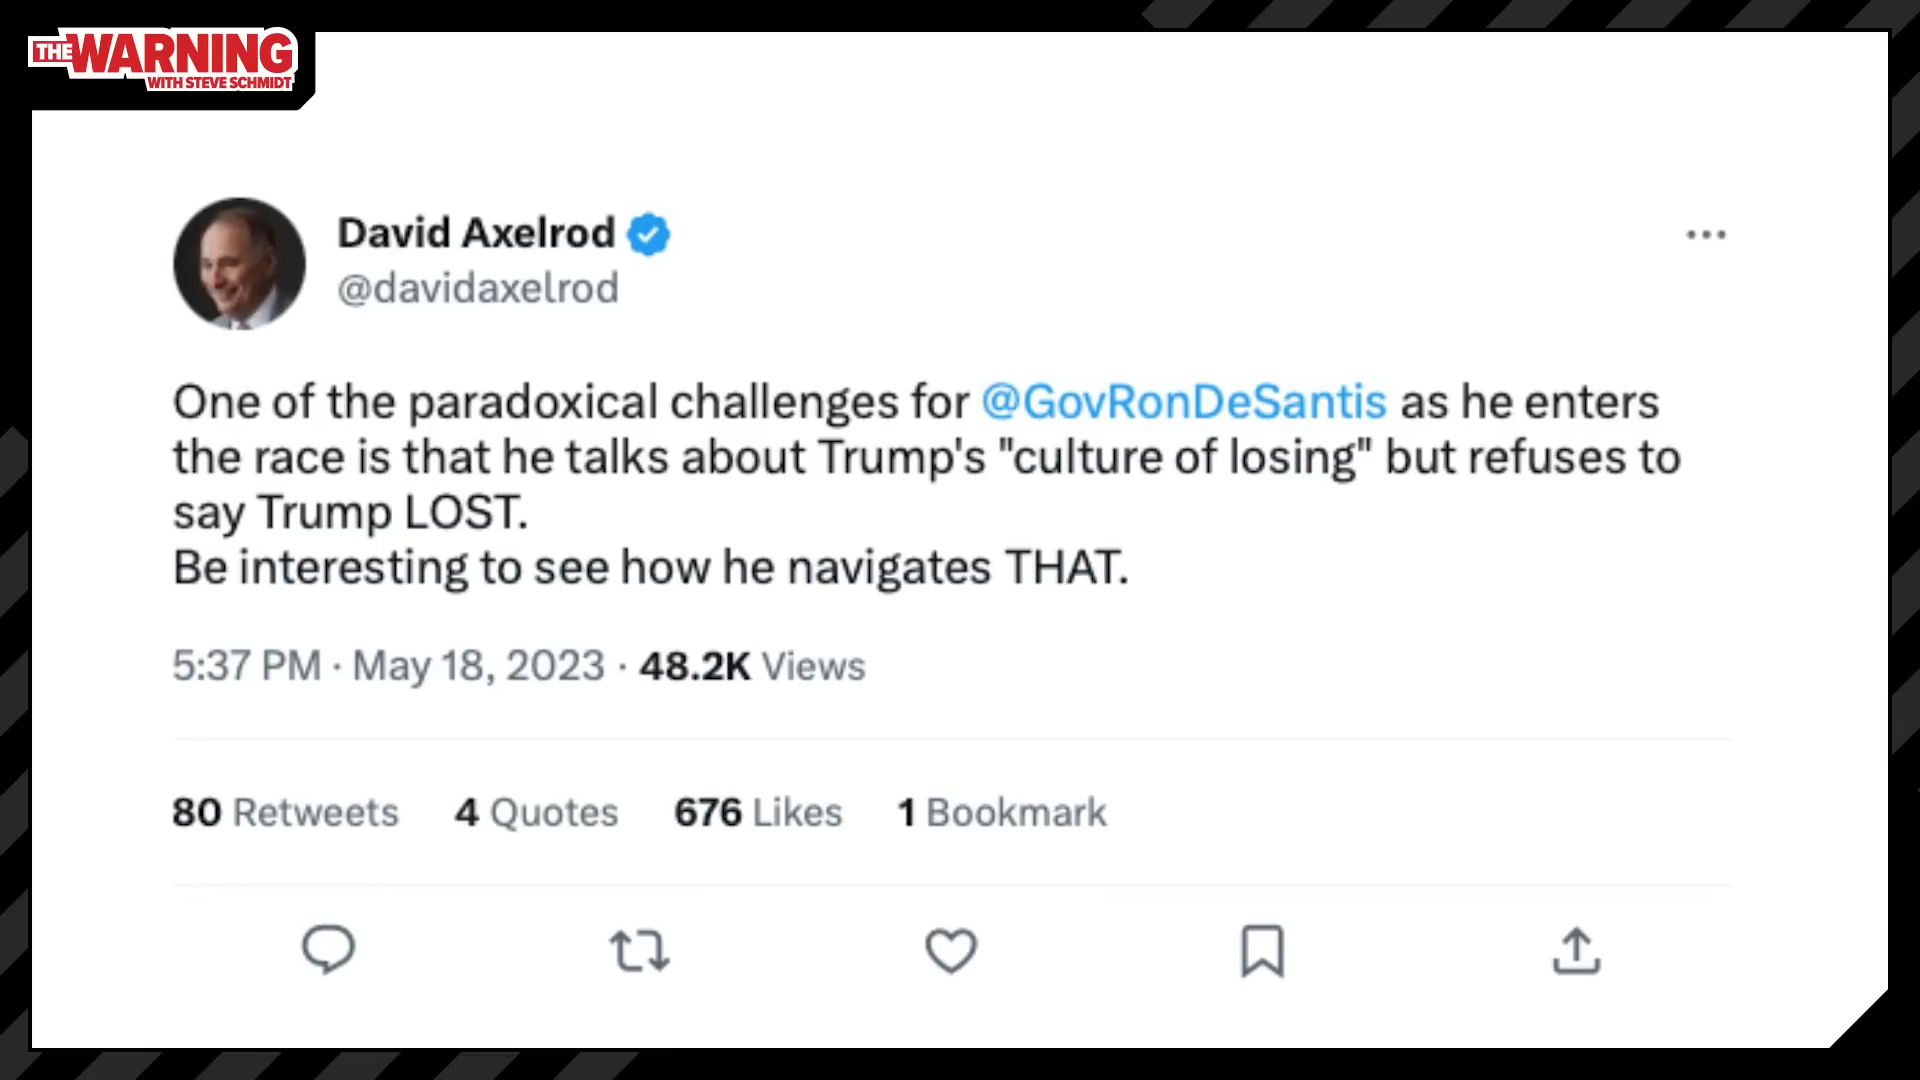 THE WARNING
WITH STEVE SCHMIDT
David Axelrod
@davidaxelrod
One of the paradoxical challenges for @GovRonDeSantis as he enters
the race is that he talks about Trump's "culture of losing" but refuses to
say Trump LOST.
Be interesting to see how he navigates THAT.
5:37 PM · May 18, 2023 · 48.2K Views
80 Retweets 4 Quotes 676 Likes 1 Bookmark